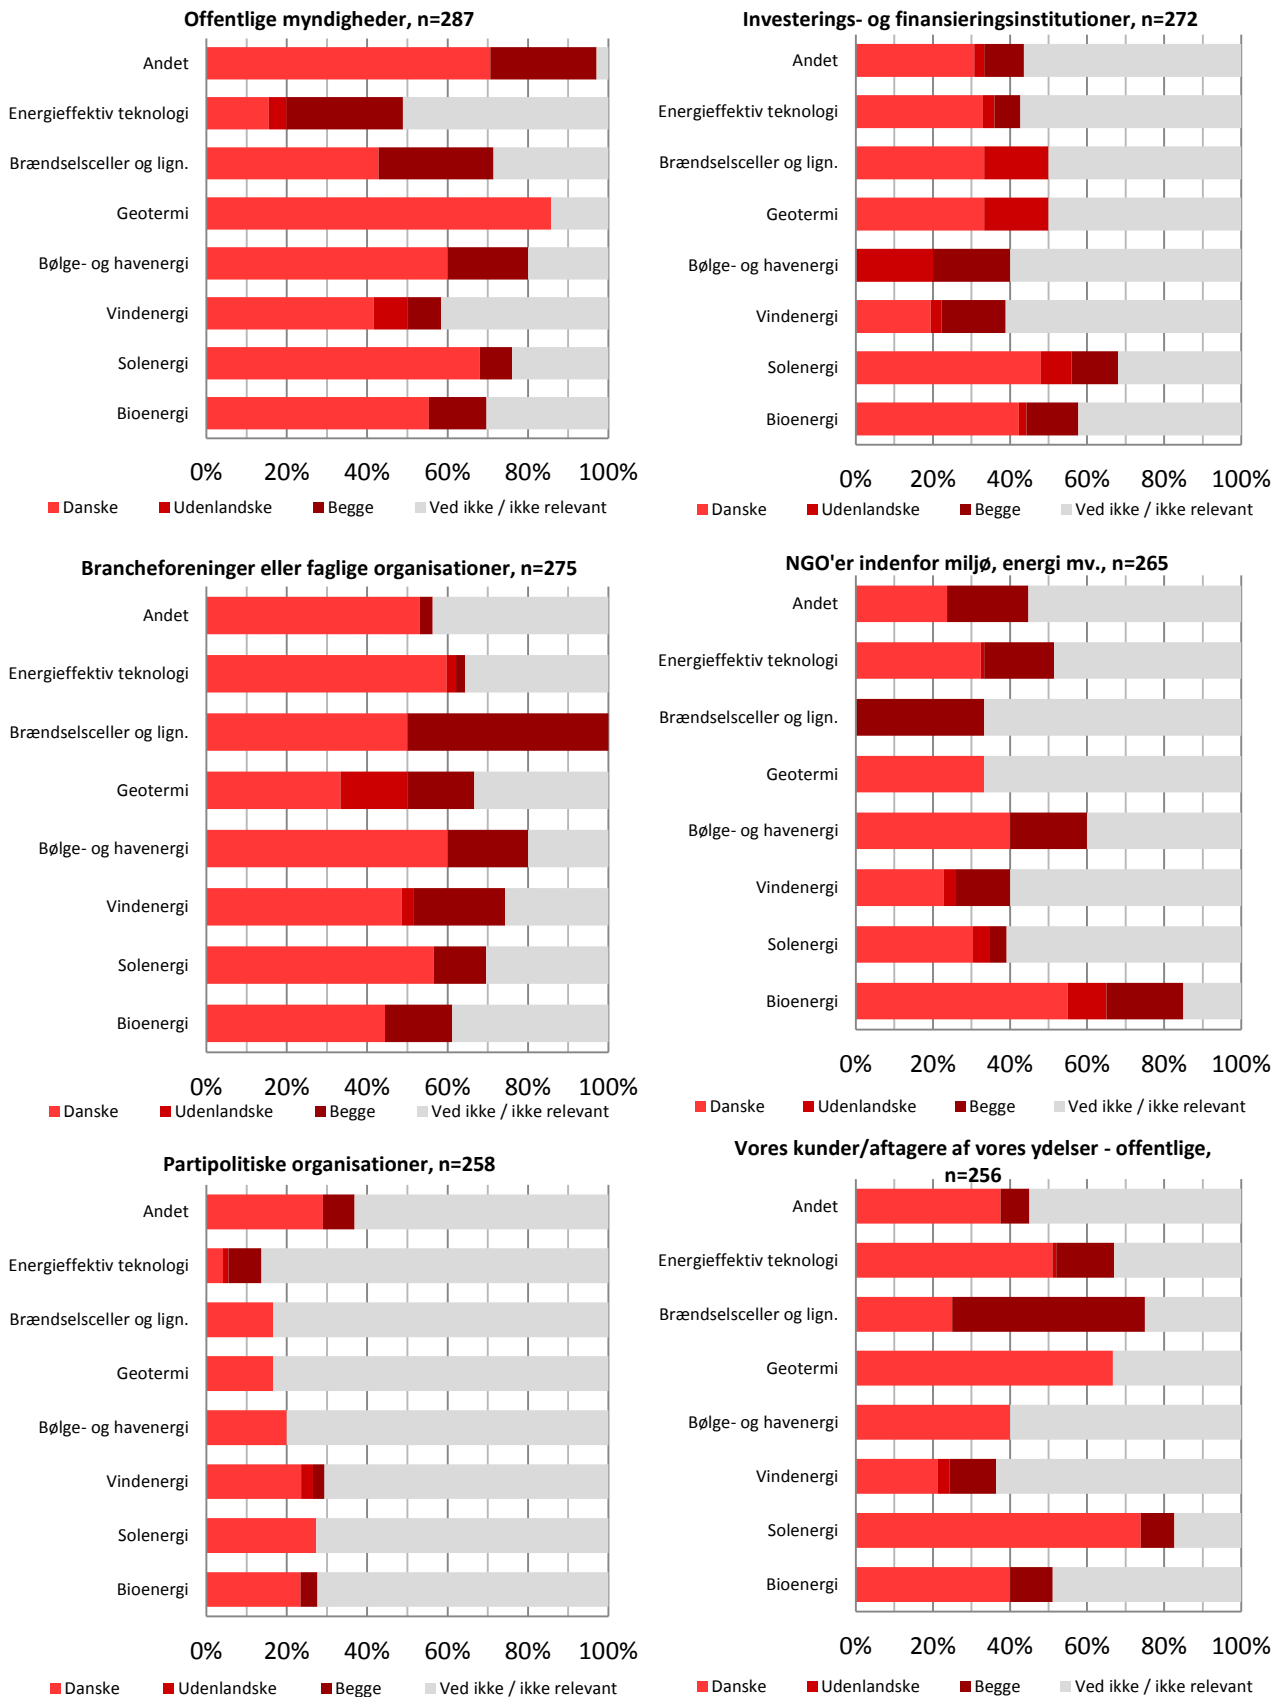 Offentlige myndigheder, n=287
Andet
Energieffektiv teknologi
Brændselsceller og lign.
Geotermi
Bølge- og havenergi
Vindenergi
Solenergi
Bioenergi
0% 20% 40% 60% 80% 100%
Danske Udenlandske Begge Ved ikke / ikke relevant
Investerings- og finansieringsinstitutioner, n=272
Andet
Energieffektiv teknologi
Brændselsceller og lign.
Geotermi
Bølge- og havenergi
Vindenergi
Solenergi
Bioenergi
0% 20% 40% 60% 80% 100%
Danske Udenlandske Begge Ved ikke / ikke relevant
Brancheforeninger eller faglige organisationer, n=275
Andet
Energieffektiv teknologi
Brændselsceller og lign.
Geotermi
Bølge- og havenergi
Vindenergi
Solenergi
Bioenergi
0% 20% 40% 60% 80% 100%
Danske Udenlandske Begge Ved ikke / ikke relevant
NGO'er indenfor miljø, energi mv., n=265
Andet
Energieffektiv teknologi
Brændselsceller og lign.
Geotermi
Bølge- og havenergi
Vindenergi
Solenergi
Bioenergi
0% 20% 40% 60% 80% 100%
Danske Udenlandske Begge Ved ikke / ikke relevant
Partipolitiske organisationer, n=258
Andet
Energieffektiv teknologi
Brændselsceller og lign.
Geotermi
Bølge- og havenergi
Vindenergi
Solenergi
Bioenergi
0% 20% 40% 60% 80% 100%
Danske Udenlandske Begge Ved ikke / ikke relevant
Vores kunder/aftagere af vores ydelser - offentlige,
n=256
Andet
Energieffektiv teknologi
Brændselsceller og lign.
Geotermi
Bølge- og havenergi
Vindenergi
Solenergi
Bioenergi
0% 20% 40% 60% 80% 100%
Danske Udenlandske Begge Ved ikke / ikke relevant